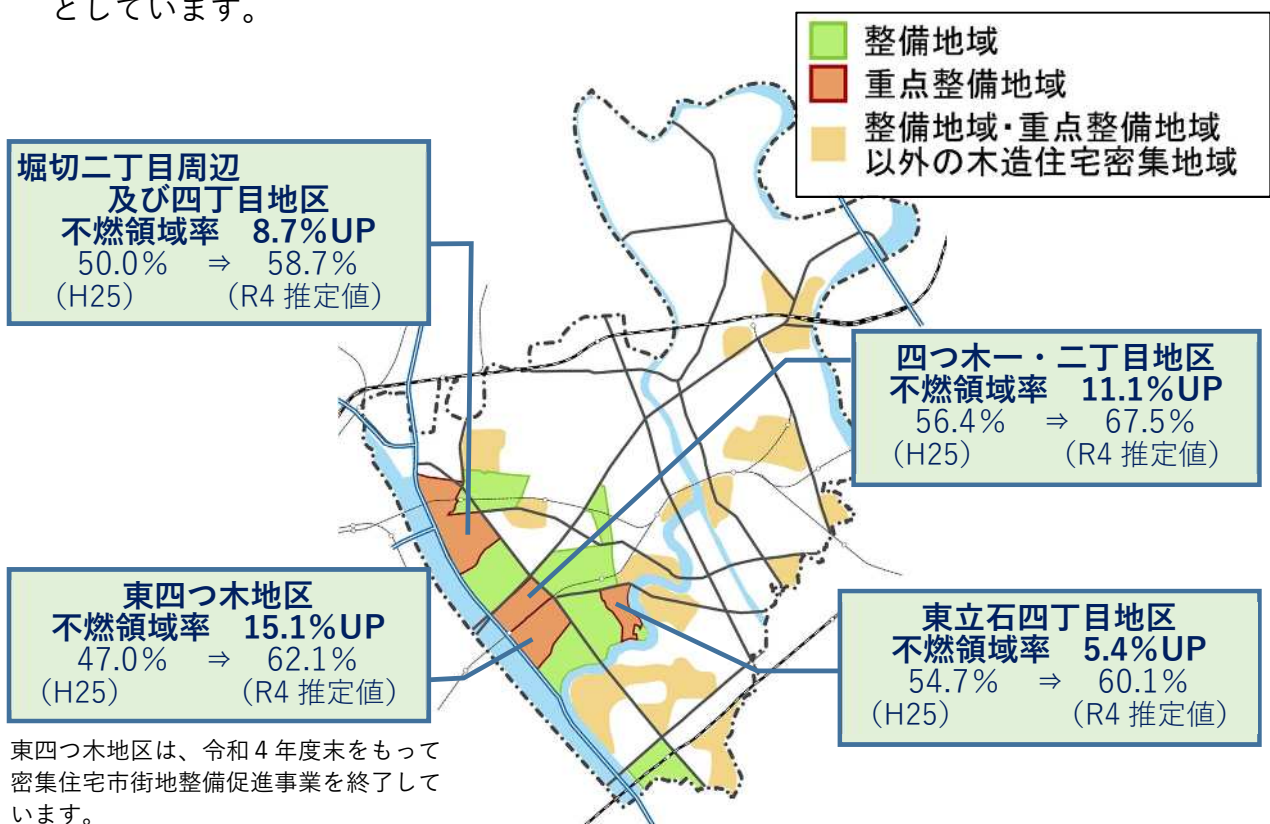 としています。
整備地域
重点整備地域
整備地域・重点整備地域
以外の木造住宅密集地域
堀切二丁目周辺
及び四丁目地区
不燃領域率 8.7%UP
50.0% ⇒ 58.7%
(H25) (R4 推定値)
四つ木一・二丁目地区
不燃領域率 11.1%UP
56.4% ⇒ 67.5%
(H25) (R4 推定値)
東四つ木地区
不燃領域率 15.1%UP
47.0% ⇒ 62.1%
(H25) (R4 推定値)
東立石四丁目地区
不燃領域率 5.4%UP
54.7% ⇒ 60.1%
(H25) (R4 推定値)
東四つ木地区は、令和4年度末をもって
密集住宅市街地整備促進事業を終了して
います。